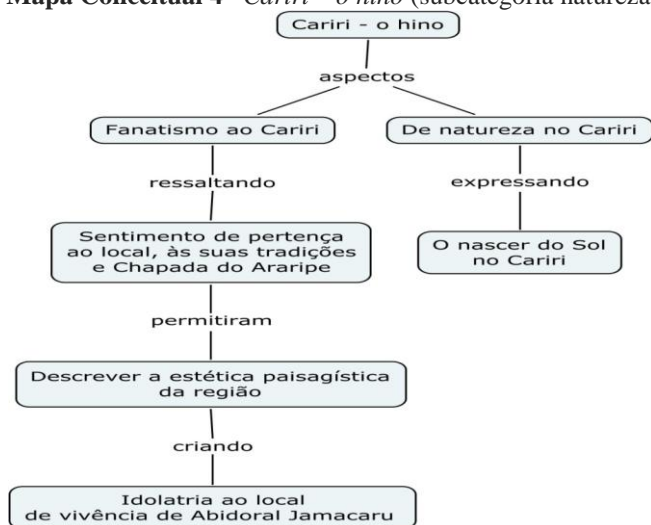 Mapa Conceitual 4 - Cariri – o hino (subcategoria natureza
Cariri - o hino
aspectos
Fanatismo ao Cariri
De natureza no Cariri
ressaltando
expressando
Sentimento de pertença
ao local, às suas tradições
e Chapada do Araripe
O nascer do Sol
no Cariri
permitiram
Descrever a estética paisagística
da região
criando
Idolatria ao local
de vivência de Abidoral Jamacaru